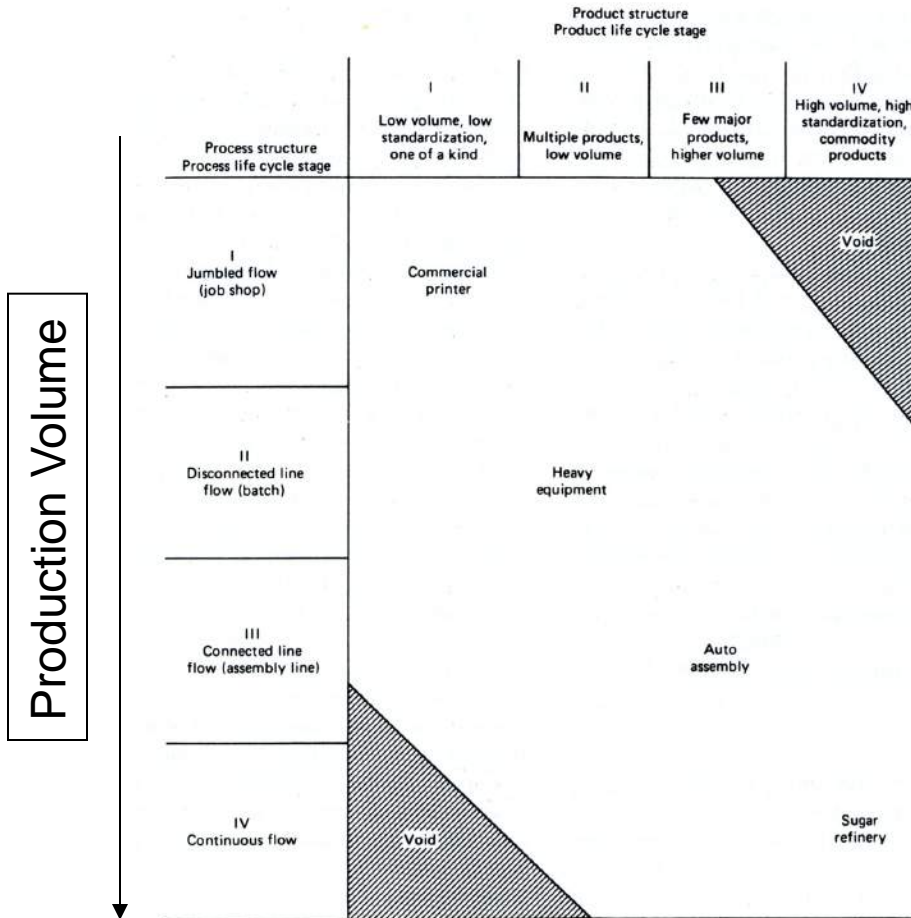 Product structure
Product life cycle stage
I
Low volume, low
standardization,
one of a kind
II
Multiple products,
low volume
III
Few major
products,
higher volume
IV
High volume, high
standardization,
commodity
products
Process structure
Process life cycle stage
Production Volume
I
Jumbled flow
(job shop)
Commercial
printer
Void
II
Disconnected line
flow (batch)
Heavy
equipment
III
Connected line
flow (assembly line)
Auto
assembly
IV
Continuous flow
Void
Sugar
refinery